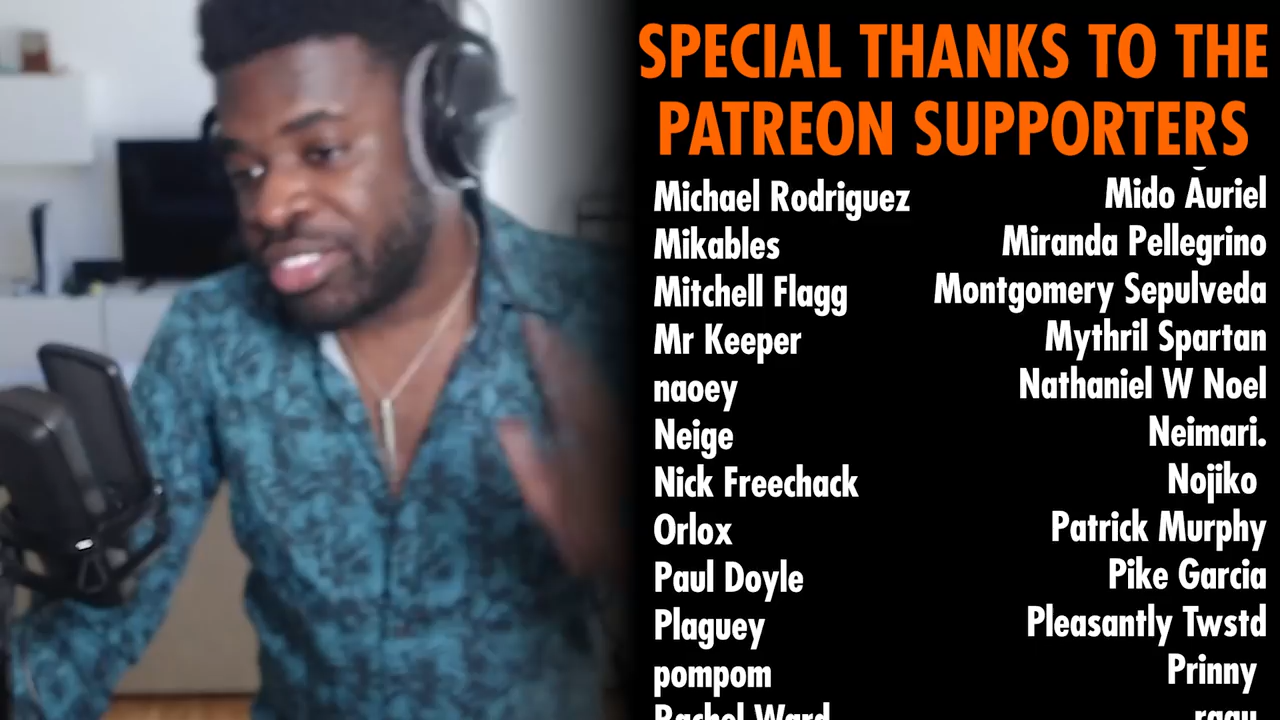 SPECIAL THANKS TO THE
PATREON SUPPORTERS
Michael Rodriguez
Mikables
Mitchell Flagg
Mr Keeper
naoey
Neige
Nick Freechack
Orlox
Paul Doyle
Plaguey
pompom
Rachel Ward
Mido Auriel
Miranda Pellegrino
Montgomery Sepulveda
Mythril Spartan
Nathaniel W Noel
Neimari.
Nojiko
Patrick Murphy
Pike Garcia
Pleasantly Twstd
Prinny